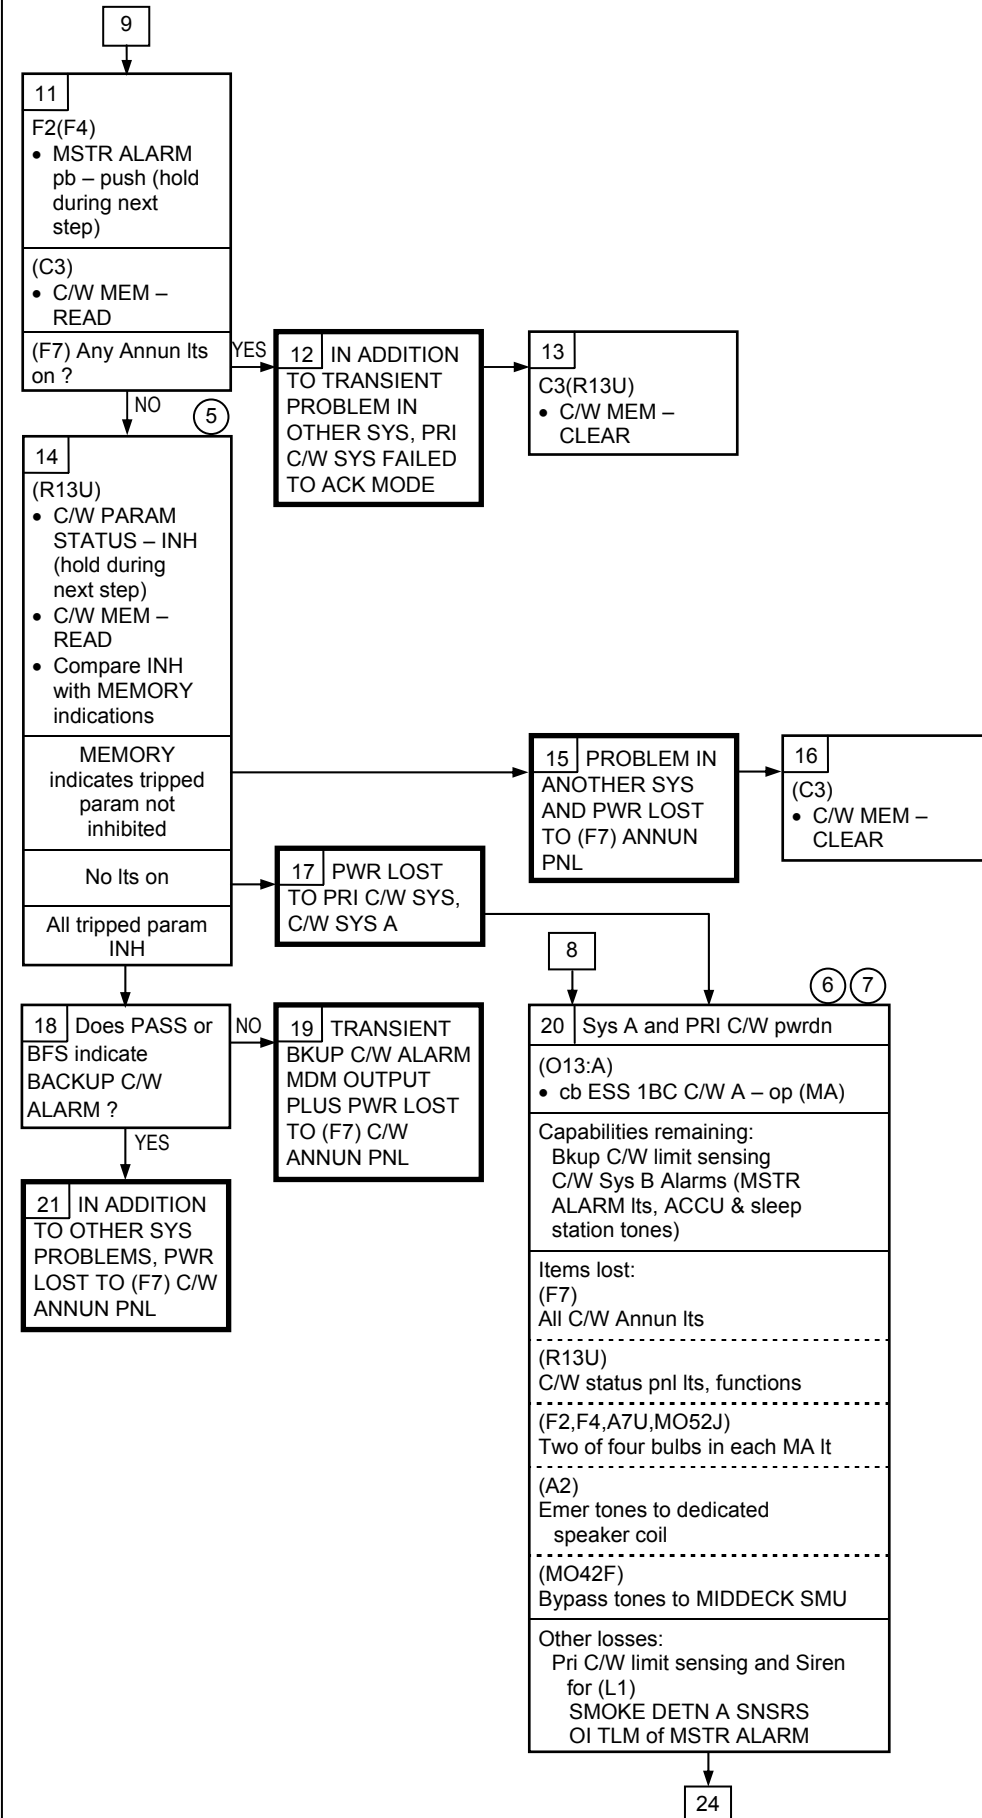 9
11
F2(F4)
• MSTR ALARM
pb – push (hold
during next
step)
(C3)
• C/W MEM –
READ
(F7) Any Annun lts
on ?
YES
12 IN ADDITION
TO TRANSIENT
PROBLEM IN
OTHER SYS, PRI
C/W SYS FAILED
TO ACK MODE
13
C3(R13U)
• C/W MEM –
CLEAR
NO
5
14
(R13U)
• C/W PARAM
STATUS – INH
(hold during
next step)
• C/W MEM –
READ
• Compare INH
with MEMORY
indications
MEMORY
indicates tripped
param not
inhibited
15 PROBLEM IN
ANOTHER SYS
AND PWR LOST
TO (F7) ANNUN
PNL
16
(C3)
• C/W MEM –
CLEAR
No lts on
17 PWR LOST
TO PRI C/W SYS,
C/W SYS A
All tripped param
INH
18 Does PASS or
BFS indicate
BACKUP C/W
ALARM ?
NO
19 TRANSIENT
BKUP C/W ALARM
MDM OUTPUT
PLUS PWR LOST
TO (F7) C/W
ANNUN PNL
YES
21 IN ADDITION
TO OTHER SYS
PROBLEMS, PWR
LOST TO (F7) C/W
ANNUN PNL
8
6 7
20 Sys A and PRI C/W pwrdn
(O13:A)
• cb ESS 1BC C/W A – op (MA)
Capabilities remaining:
Bkup C/W limit sensing
C/W Sys B Alarms (MSTR
ALARM lts, ACCU & sleep
station tones)
Items lost:
(F7)
All C/W Annun lts
(R13U)
C/W status pnl lts, functions
(F2,F4,A7U,MO52J)
Two of four bulbs in each MA lt
(A2)
Emer tones to dedicated
speaker coil
(MO42F)
Bypass tones to MIDDECK SMU
Other losses:
Pri C/W limit sensing and Siren
for (L1)
SMOKE DETN A SNSRS
OI TLM of MSTR ALARM
24